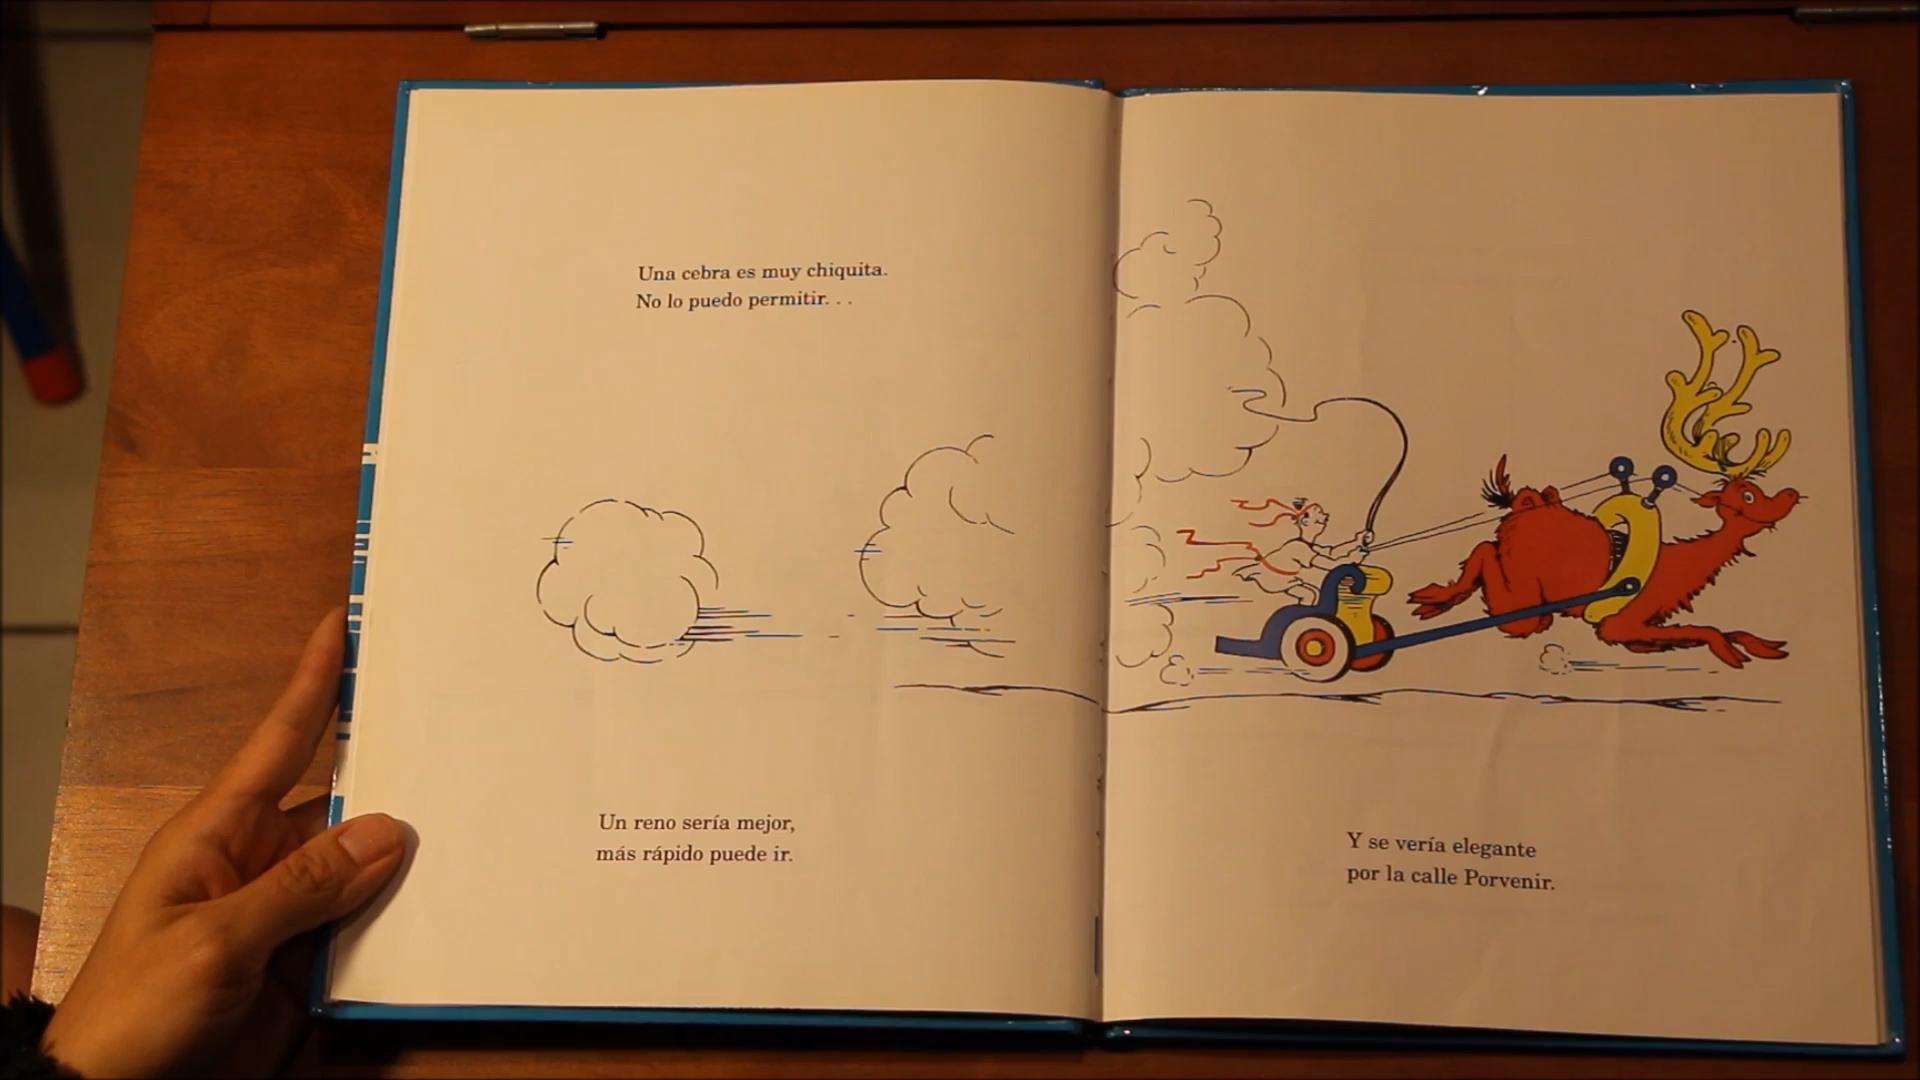 Una cebra es muy chiquita.
No lo puedo permitir. . .
Un reno sería mejor,
más rápido puede ir.
Y se vería elegante
por la calle Porvenir.